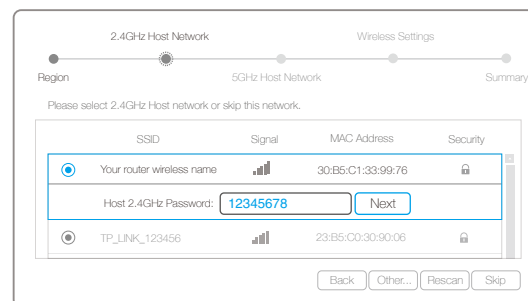 2.4GHz Host Network Wireless Settings
Region 5GHz Host Network Summary
Please select 2.4GHz Host network or skip this network.
SSID Signal MAC Address Security
Your router wireless name 30:B5:C1:33:99:76
Host 2.4GHz Password: 12345678 Next
TP_LINK_123456 23:B5:C0:30:90:06
Back Other... Rescan Skip